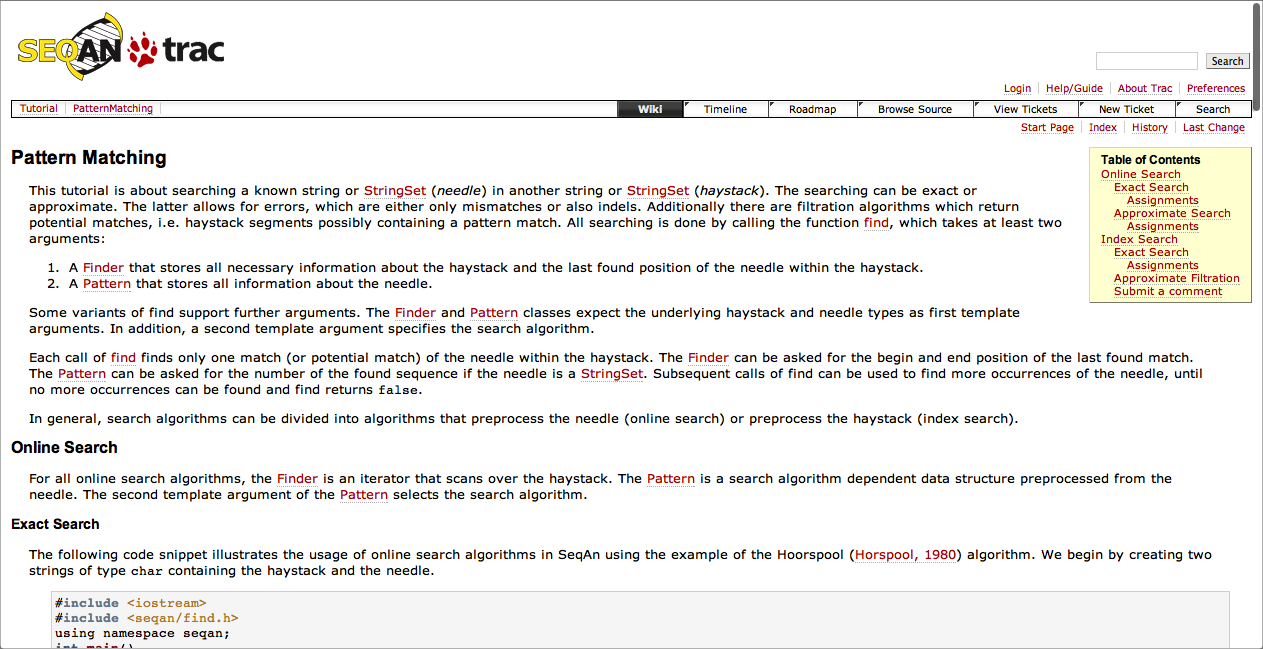 SEQAN trac
Search
Login Help/Guide About Trac Preferences
Tutorial PatternMatching Wiki Timeline Roadmap Browse Source View Tickets New Ticket Search
Start Page Index History Last Change
Pattern Matching
This tutorial is about searching a known string or StringSet (needle) in another string or StringSet (haystack). The searching can be exact or
approximate. The latter allows for errors, which are either only mismatches or also indels. Additionally there are filtration algorithms which return
potential matches, i.e. haystack segments possibly containing a pattern match. All searching is done by calling the function find, which takes at least two
arguments:
1. A Finder that stores all necessary information about the haystack and the last found position of the needle within the haystack.
2. A Pattern that stores all information about the needle.
Some variants of find support further arguments. The Finder and Pattern classes expect the underlying haystack and needle types as first template
arguments. In addition, a second template argument specifies the search algorithm.
Table of Contents
Online Search
Exact Search
Assignments
Approximate Search
Assignments
Index Search
Exact Search
Assignments
Approximate Filtration
Submit a comment
Each call of find finds only one match (or potential match) of the needle within the haystack. The Finder can be asked for the begin and end position of the last found match.
The Pattern can be asked for the number of the found sequence if the needle is a StringSet. Subsequent calls of find can be used to find more occurrences of the needle, until
no more occurrences can be found and find returns false.
In general, search algorithms can be divided into algorithms that preprocess the needle (online search) or preprocess the haystack (index search).
Online Search
For all online search algorithms, the Finder is an iterator that scans over the haystack. The Pattern is a search algorithm dependent data structure preprocessed from the
needle. The second template argument of the Pattern selects the search algorithm.
Exact Search
The following code snippet illustrates the usage of online search algorithms in SeqAn using the example of the Hoorspool (Horspool, 1980) algorithm. We begin by creating two
strings of type char containing the haystack and the needle.
#include <iostream>
#include <seqan/find.h>
using namespace seqan;
int main()